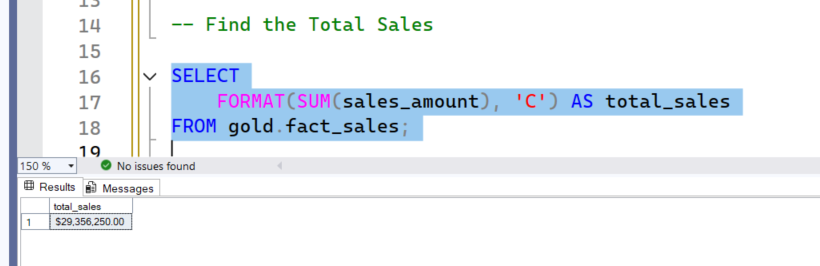 13
14 -- Find the Total Sales
15
16 SELECT
17 FORMAT(SUM(sales_amount), 'C') AS total_sales
18 FROM gold.fact_sales;
19
150 % No issues found
Results Messages
total_sales
1 $29,356,250.00